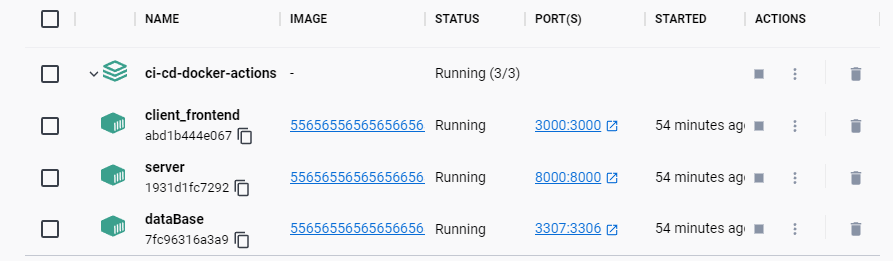 NAME IMAGE STATUS PORT(S) STARTED ACTIONS
ci-cd-docker-actions - Running (3/3)
client_frontend
abd1b444e067 55656556565656656 Running 3000:3000 54 minutes ago
server
1931d1fc7292 55656556565656656 Running 8000:8000 54 minutes ago
dataBase
7fc96316a3a9 55656556565656656 Running 3307:3306 54 minutes ago